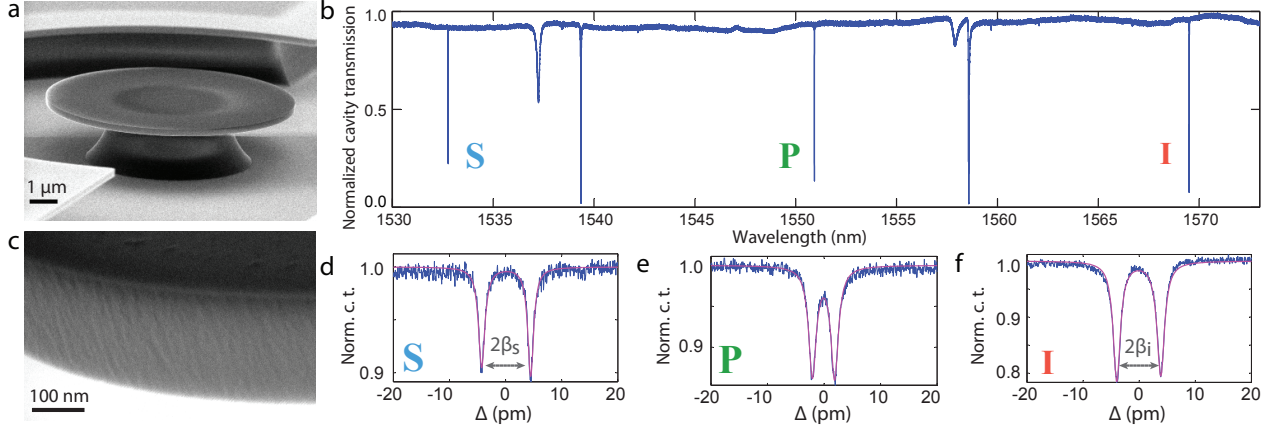 a
1 μm
b
Normalized cavity transmission
1.0
0.5
0.0
S
P
I
1530
1535
1540
1545
1550
1555
1560
1565
1570
Wavelength (nm)
c
100 nm
d
Norm. c. t.
1.0
0.9
S
2βs
-20
-10
0
10
20
Δ (pm)
e
Norm. c. t.
1.0
0.9
P
-20
-10
0
10
20
Δ (pm)
f
Norm. c. t.
1.0
0.9
0.8
I
2βi
-20
-10
0
10
20
Δ (pm)